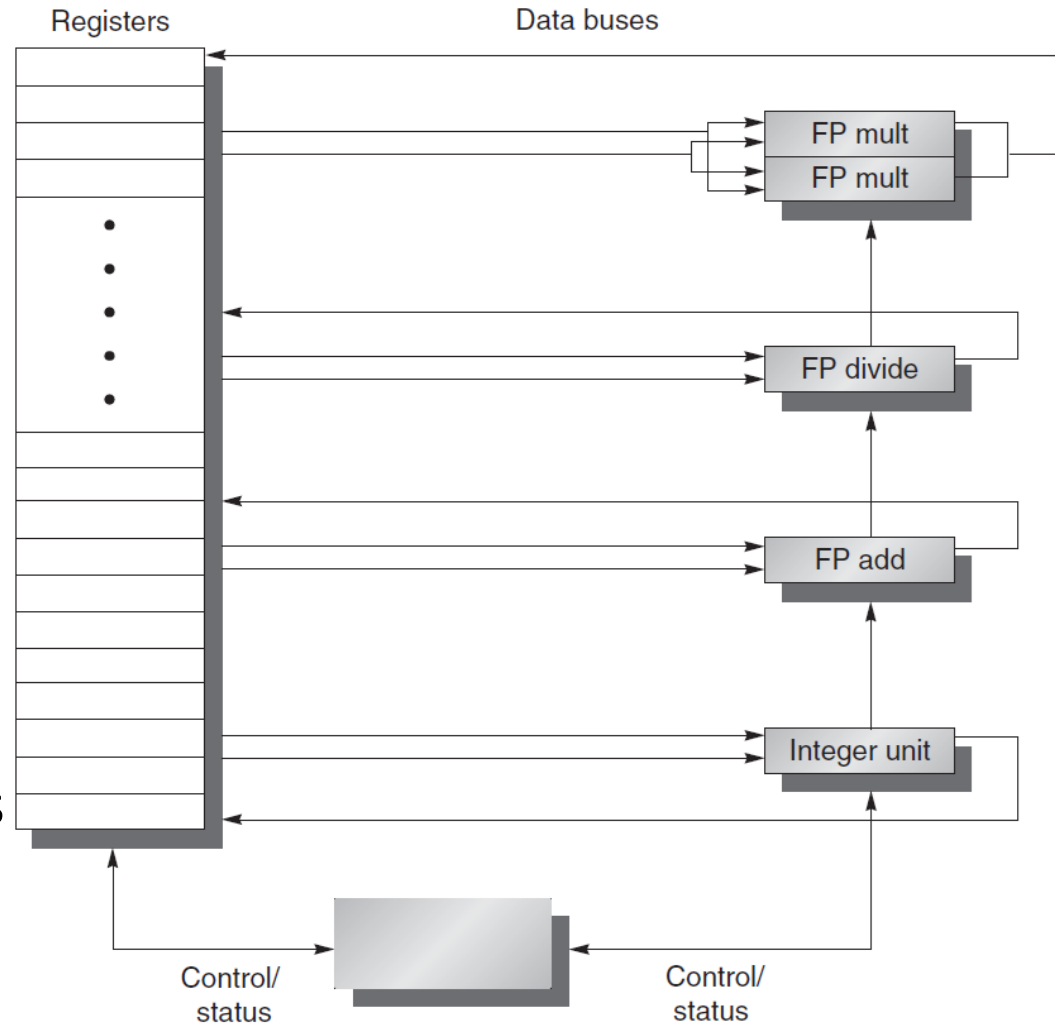 Registers
Data buses
FP mult
FP mult
FP divide
FP add
Integer unit
Control/
status
Control/
status